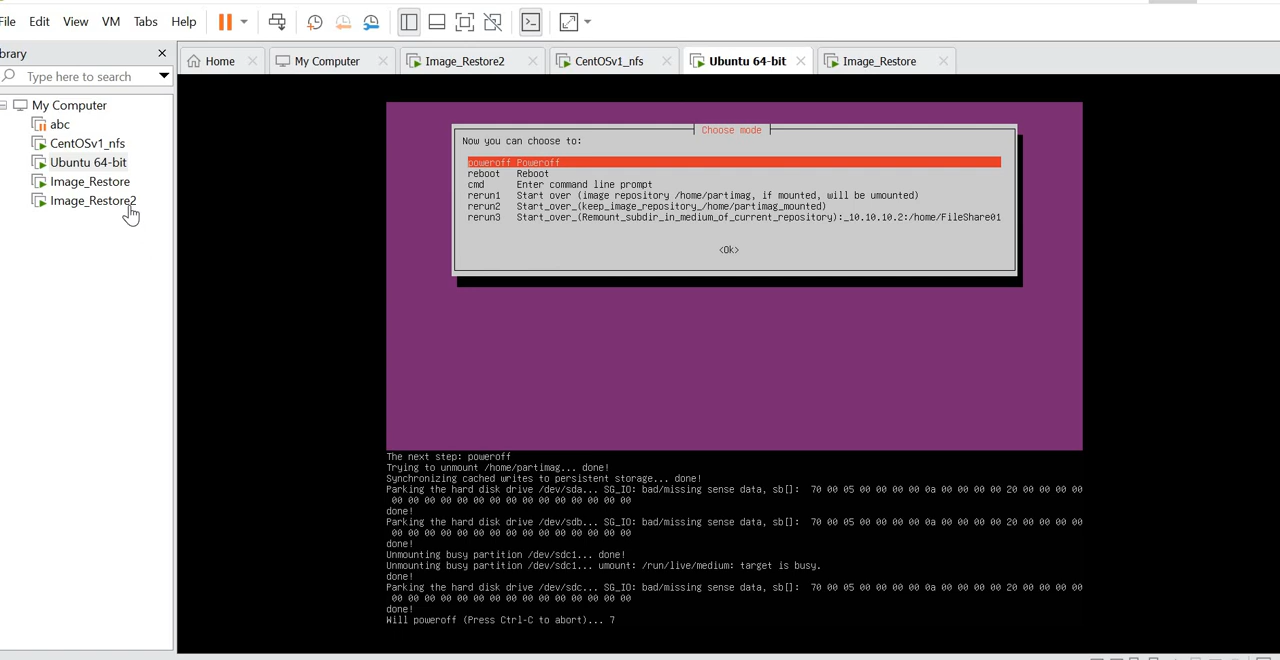 File Edit View VM Tabs Help
brary
Type here to search
My Computer
abc
CentOSv1_nfs
Ubuntu 64-bit
Image_Restore
Image_Restore2
Home My Computer Image_Restore2 CentOSv1_nfs Ubuntu 64-bit Image_Restore
Choose mode
Now you can choose to:
poweroff Poweroff
reboot Reboot
cmd Enter command line prompt
rerun1 Start over (image repository /home/partimag, if mounted, will be umounted)
rerun2 Start_over_(keep_image_repository_/home/partimag_mounted)
rerun3 Start_over_(Remount_subdir_in_medium_of_current_repository):_10.10.10.2:/home/FileShare01
<Ok>
The next step: poweroff
Trying to unmount /home/partimag... done!
Synchronizing cached writes to persistent storage... done!
Parking the hard disk drive /dev/sda... SG_IO: bad/missing sense data, sb[]: 70 00 05 00 00 00 00 0a 00 00 00 00 20 00 00 00 00
00 00 00 00 00 00 00 00 00 00 00 00 00 00 00
done!
Parking the hard disk drive /dev/sdb... SG_IO: bad/missing sense data, sb[]: 70 00 05 00 00 00 00 0a 00 00 00 00 20 00 00 00 00
00 00 00 00 00 00 00 00 00 00 00 00 00 00 00
done!
Unmounting busy partition /dev/sdc1... done!
Unmounting busy partition /dev/sdc1... umount: /run/live/medium: target is busy.
done!
Parking the hard disk drive /dev/sdc... SG_IO: bad/missing sense data, sb[]: 70 00 05 00 00 00 00 0a 00 00 00 00 20 00 00 00 00
00 00 00 00 00 00 00 00 00 00 00 00 00 00 00
done!
Will poweroff (Press Ctrl-C to abort)... 7